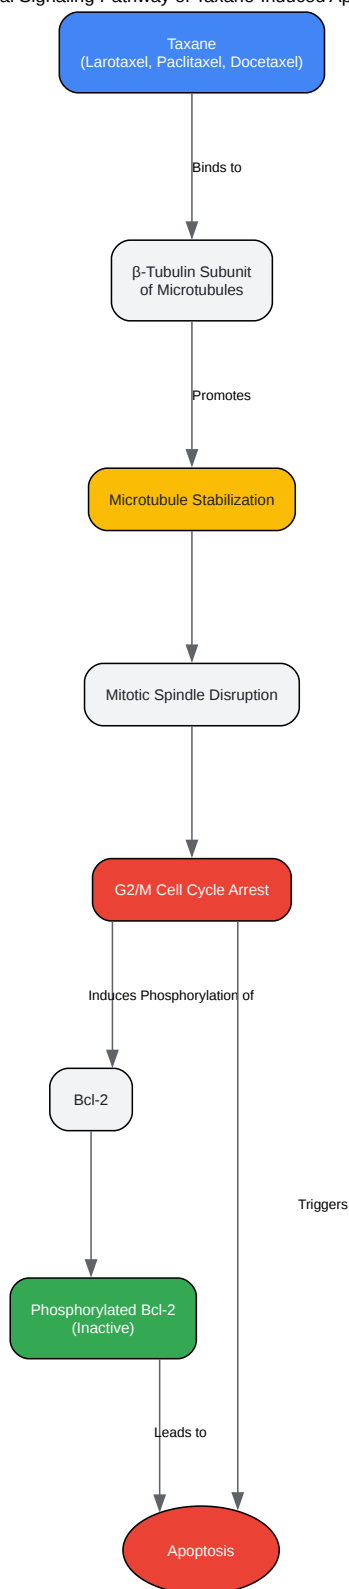 Signaling Pathway of Taxane-Induced
Taxane
(Larotaxel, Paclitaxel, Docetaxel)
Binds to
β-Tubulin Subunit
of Microtubules
Promotes
Microtubule Stabilization
Mitotic Spindle Disruption
G2/M Cell Cycle Arrest
Induces Phosphorylation of
Bcl-2
Triggers
Phosphorylated Bcl-2
(Inactive)
Leads to
Apoptosis